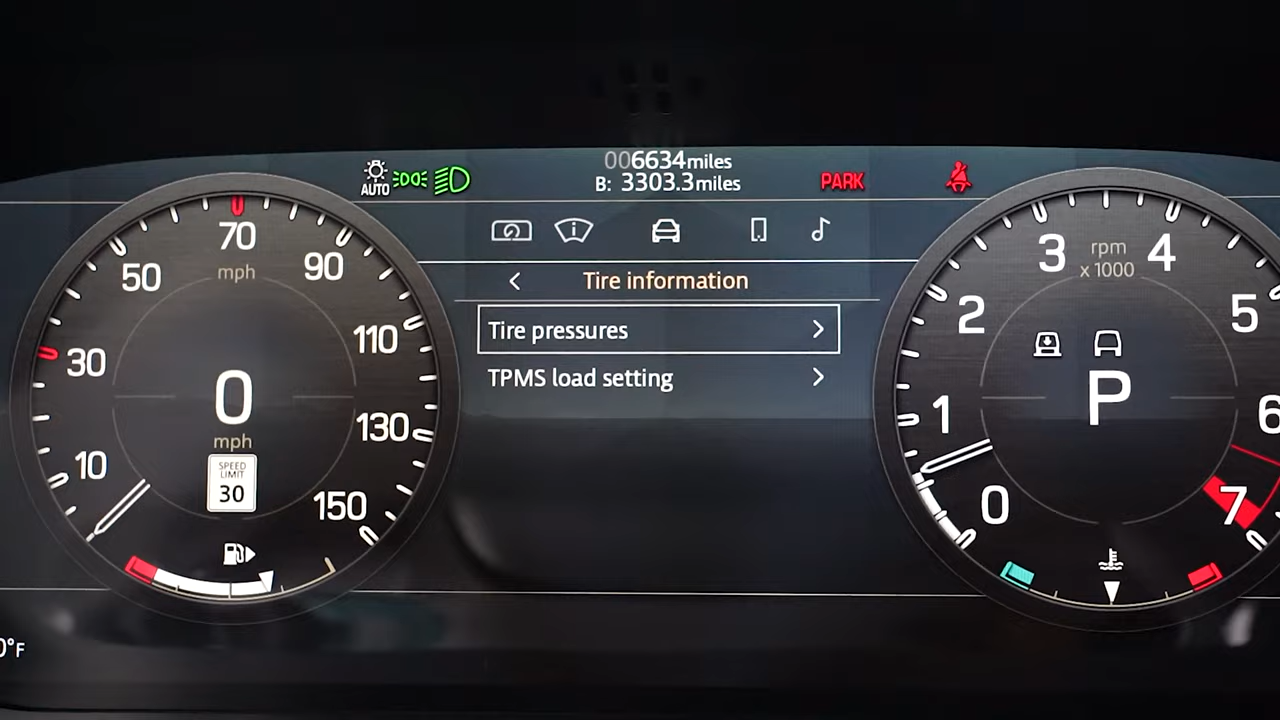 006634miles
B: 3303.3miles
AUTO
PARK
Tire information
Tire pressures
TPMS load setting
10
30
50
70
90
110
130
150
mph
0
mph
SPEED
LIMIT
30
0
1
2
3
4
5
6
7
rpm
x 1000
P
°F